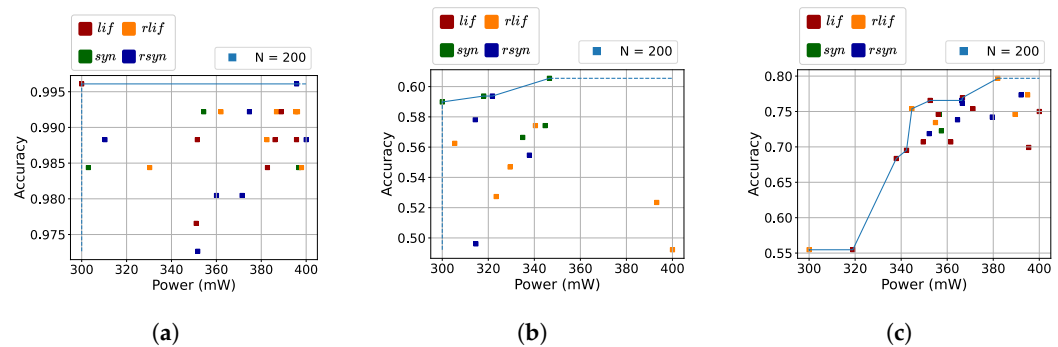 lif rlif
syn rsyn
N = 200
Accuracy
0.995
0.990
0.985
0.980
0.975
300 320 340 360 380 400
Power (mW)
(a)
lif rlif
syn rsyn
N = 200
Accuracy
0.60
0.58
0.56
0.54
0.52
0.50
300 320 340 360 380 400
Power (mW)
(b)
lif rlif
syn rsyn
N = 200
Accuracy
0.80
0.75
0.70
0.65
0.60
0.55
300 320 340 360 380 400
Power (mW)
(c)